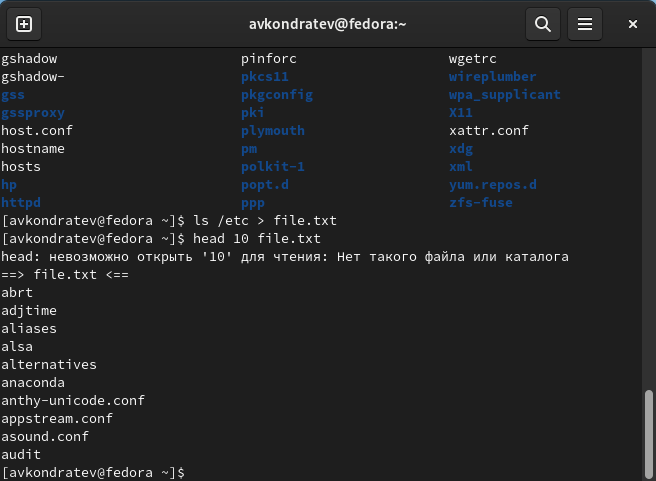 avkondratev@fedora:~
gshadow pinforc wgetrc
gshadow- pkcs11 wireplumber
gss pkgconfig wpa_supplicant
gssproxy pki X11
host.conf plymouth xattr.conf
hostname pm xdg
hosts polkit-1 xml
hp popt.d yum.repos.d
httpd ppp zfs-fuse
[avkondratev@fedora ~]$ ls /etc > file.txt
[avkondratev@fedora ~]$ head 10 file.txt
head: невозможно открыть '10' для чтения: Нет такого файла или каталога
==> file.txt <==
abrt
adjtime
aliases
alsa
alternatives
anaconda
anthy-unicode.conf
appstream.conf
asound.conf
audit
[avkondratev@fedora ~]$